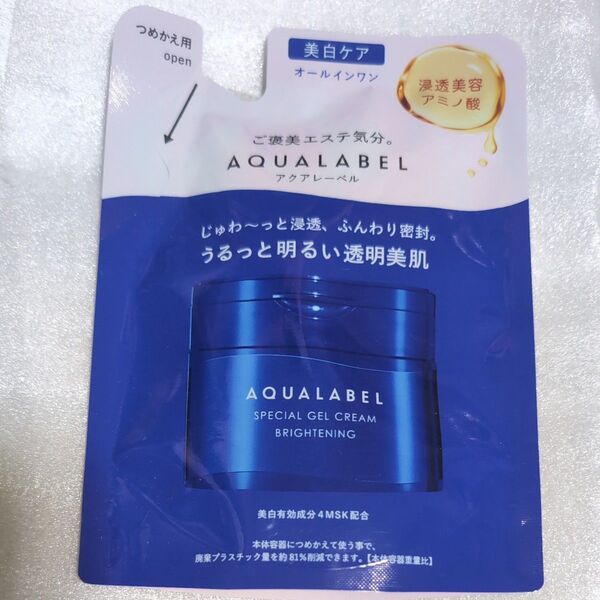 つめかえ用
open
美白ケア
オールインワン
浸透美容
アミノ酸
ご褒美エステ気分。
AQUALABEL
アクアレーベル
じゅわ〜っと浸透、ふんわり密封。
うるっと明るい透明美肌
AQUALABEL
SPECIAL GEL CREAM
BRIGHTENING
美白有効成分4MSK配合
本体容器につめかえて使う事で、
廃棄プラスチック量を約81%削減できます。【本体容器重量比】